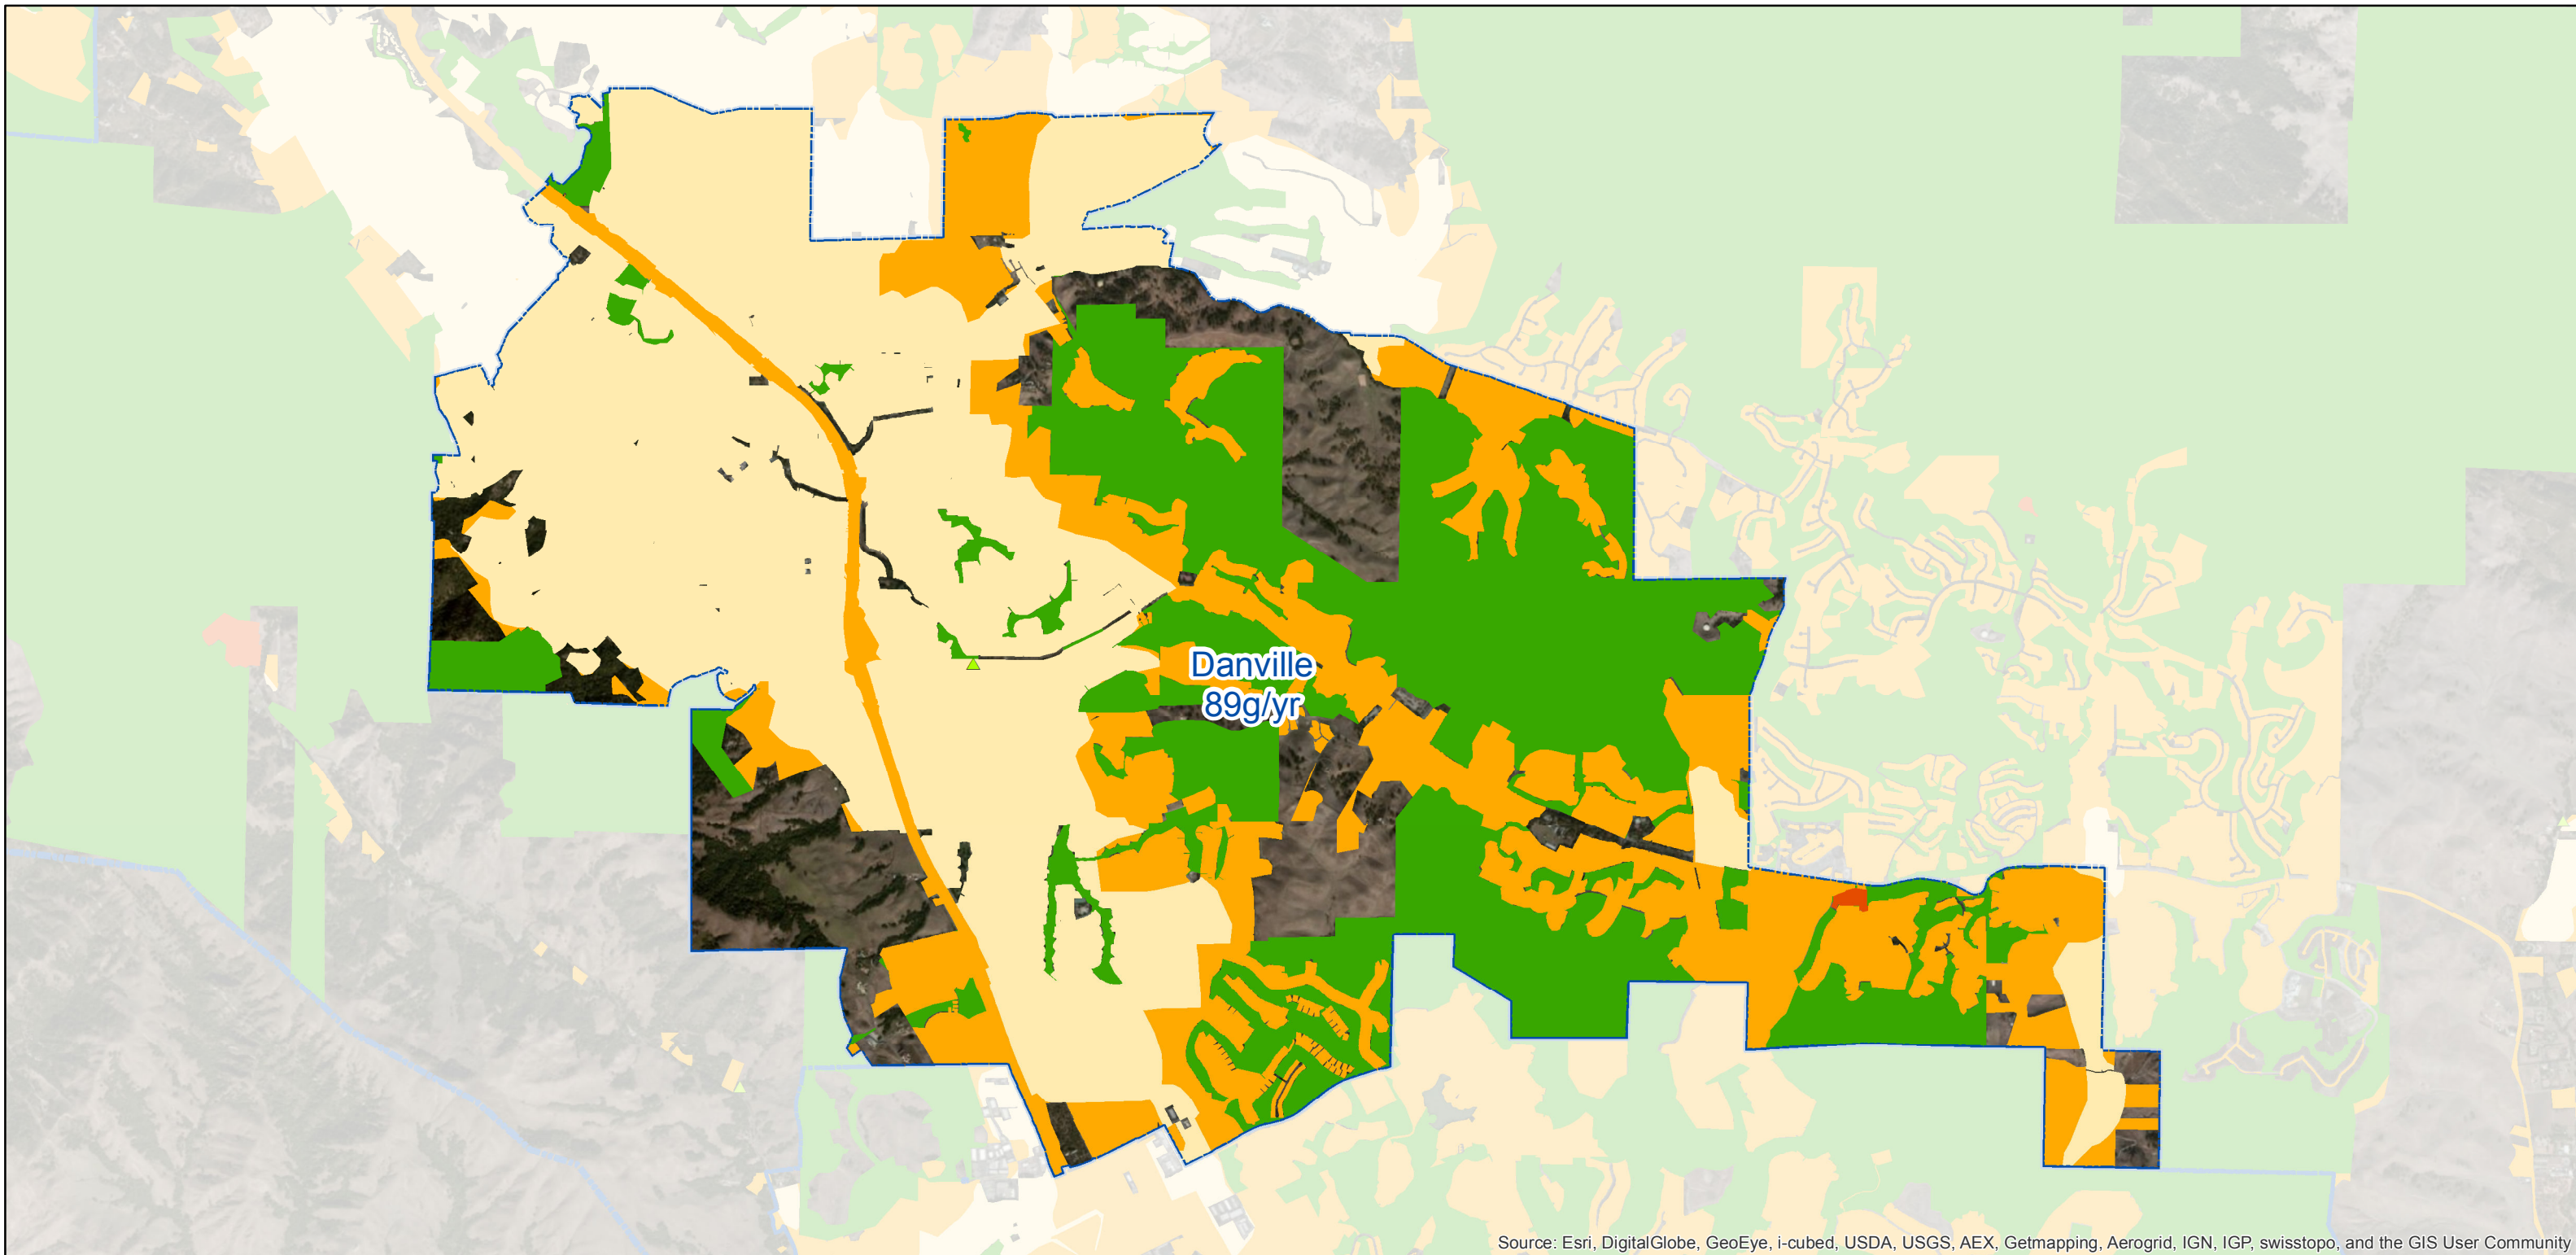 Danville
89g/yr
Source: Esri, DigitalGlobe, GeoEye, i-cubed, USDA, USGS, AEX, Getmapping, Aerogrid, IGN, IGP, swisstopo, and the GIS User Community